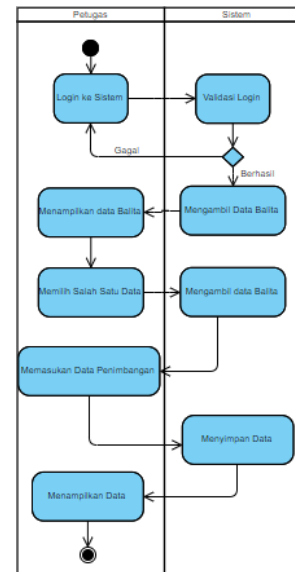 Petugas
Sistem
Login ke Sistem
Validasi Login
Gagal
Berhasil
Menampilkan data Balita
Mengambil Data Balita
Memilih Salah Satu Data
Mengambil data Balita
Memasukan Data Penimbangan
Menyimpan Data
Menampilkan Data